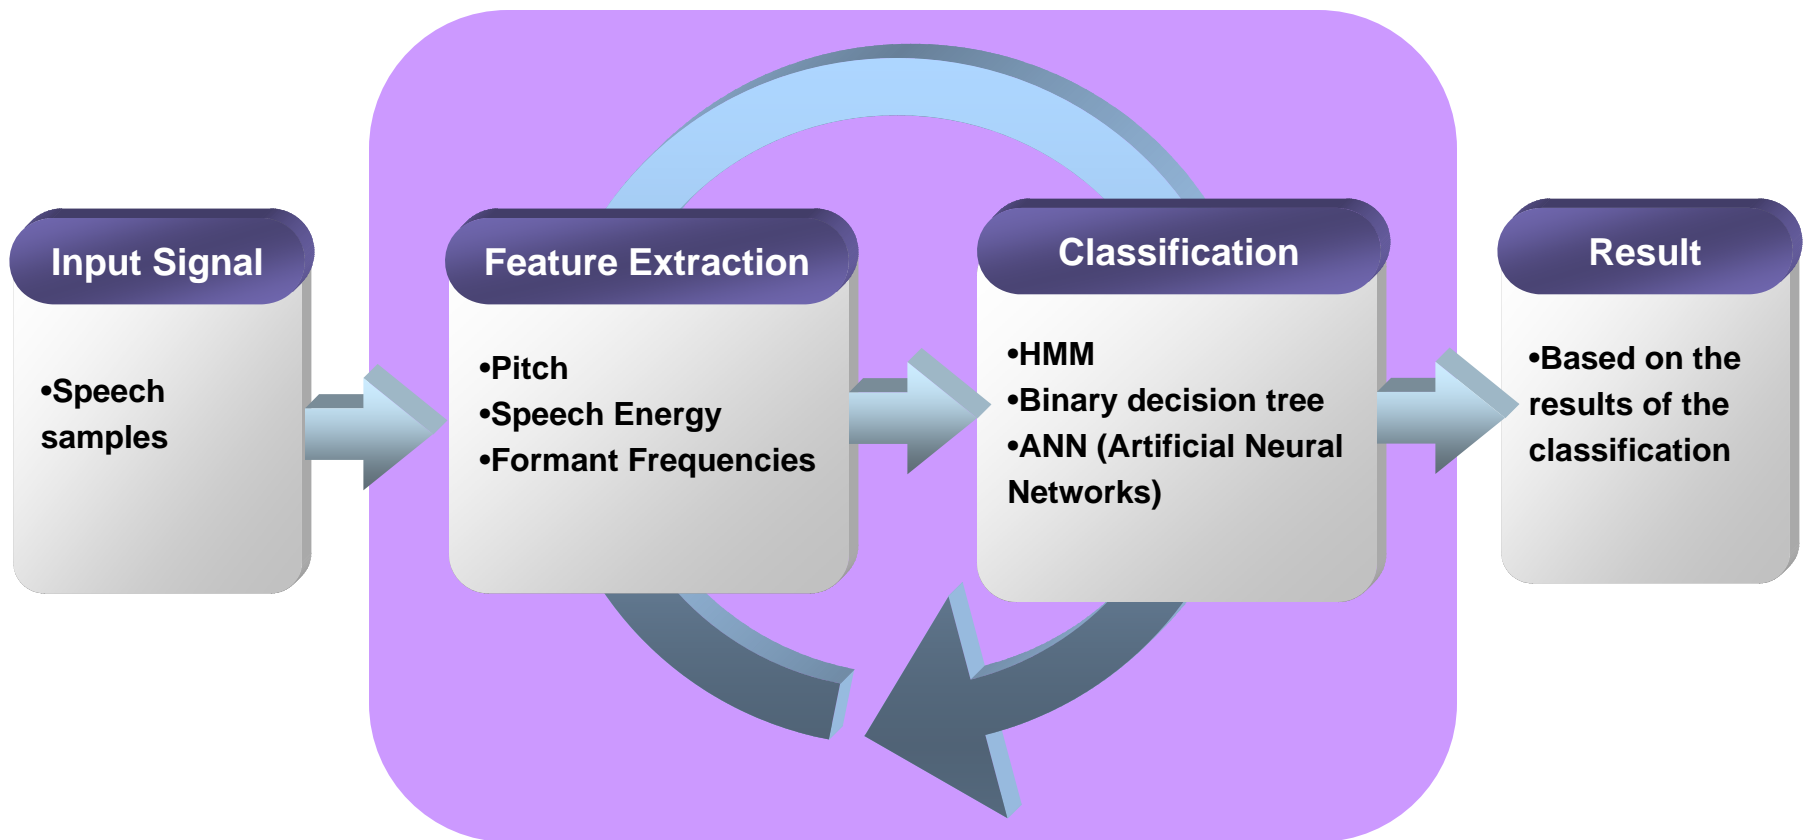 Input Signal
•Speech
samples
Feature Extraction
•Pitch
•Speech Energy
•Formant Frequencies
Classification
•HMM
•Binary decision tree
•ANN (Artificial Neural
Networks)
Result
•Based on the
results of the
classification